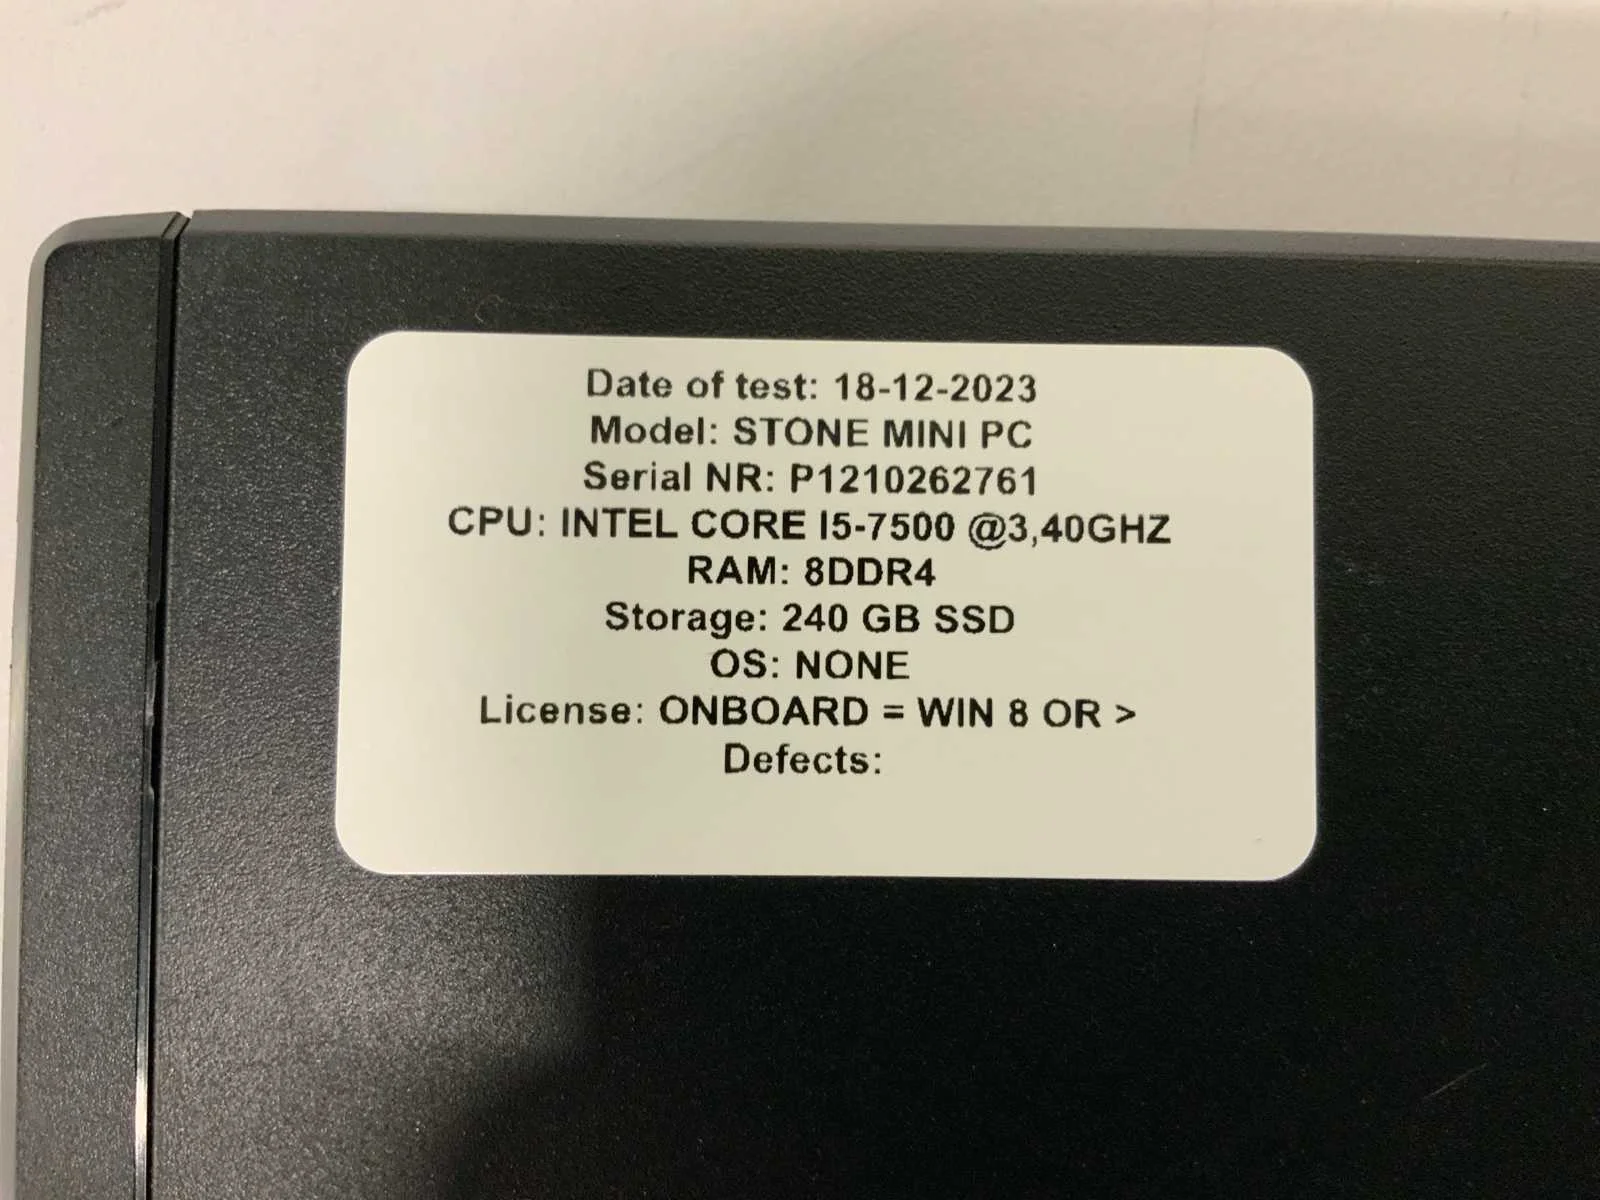 Date of test: 18-12-2023
Model: STONE MINI PC
Serial NR: P1210262761
CPU: INTEL CORE I5-7500 @3,40GHZ
RAM: 8DDR4
Storage: 240 GB SSD
OS: NONE
License: ONBOARD = WIN 8 OR >
Defects: